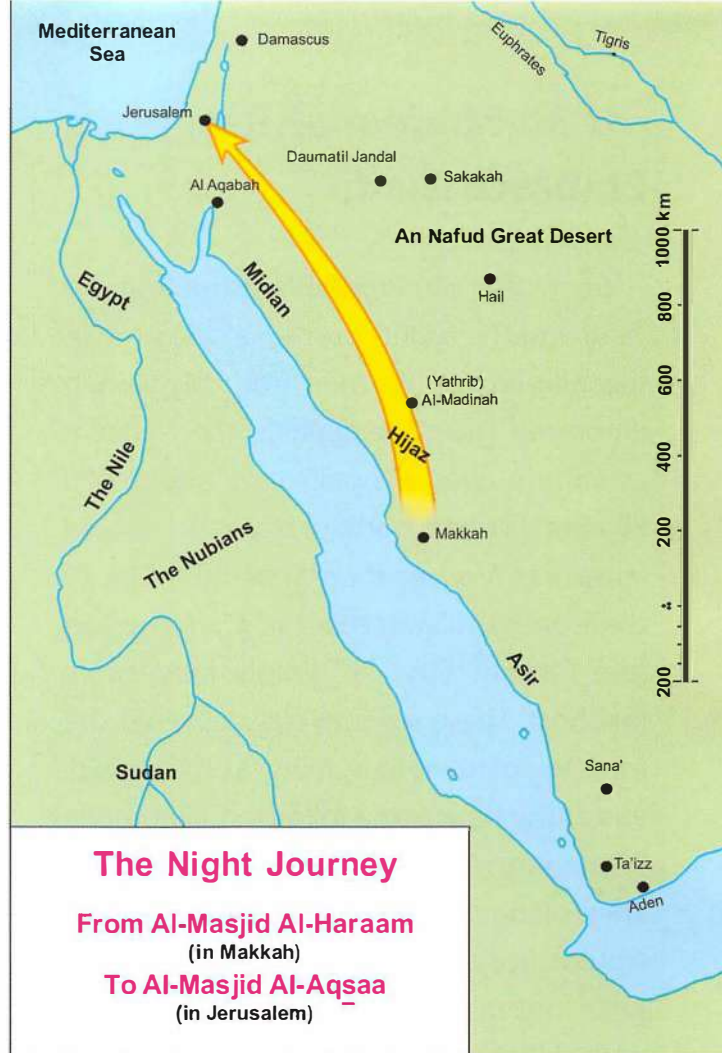 Mediterranean
Sea
Damascus
Euphrates
Tigris
Jerusalem
Daumatil Jandal
Sakakah
Al Aqabah
An Nafud Great Desert
Hail
Midian
Egypt
(Yathrib)
Al-Madinah
Hijaz
The Nile
The Nubians
Makkah
1000 km
800
600
400
200
200
Asir
Sudan
Sana'
Ta'izz
Aden
The Night Journey
From Al-Masjid Al-Haraam
(in Makkah)
To Al-Masjid Al-Aqsaa
(in Jerusalem)